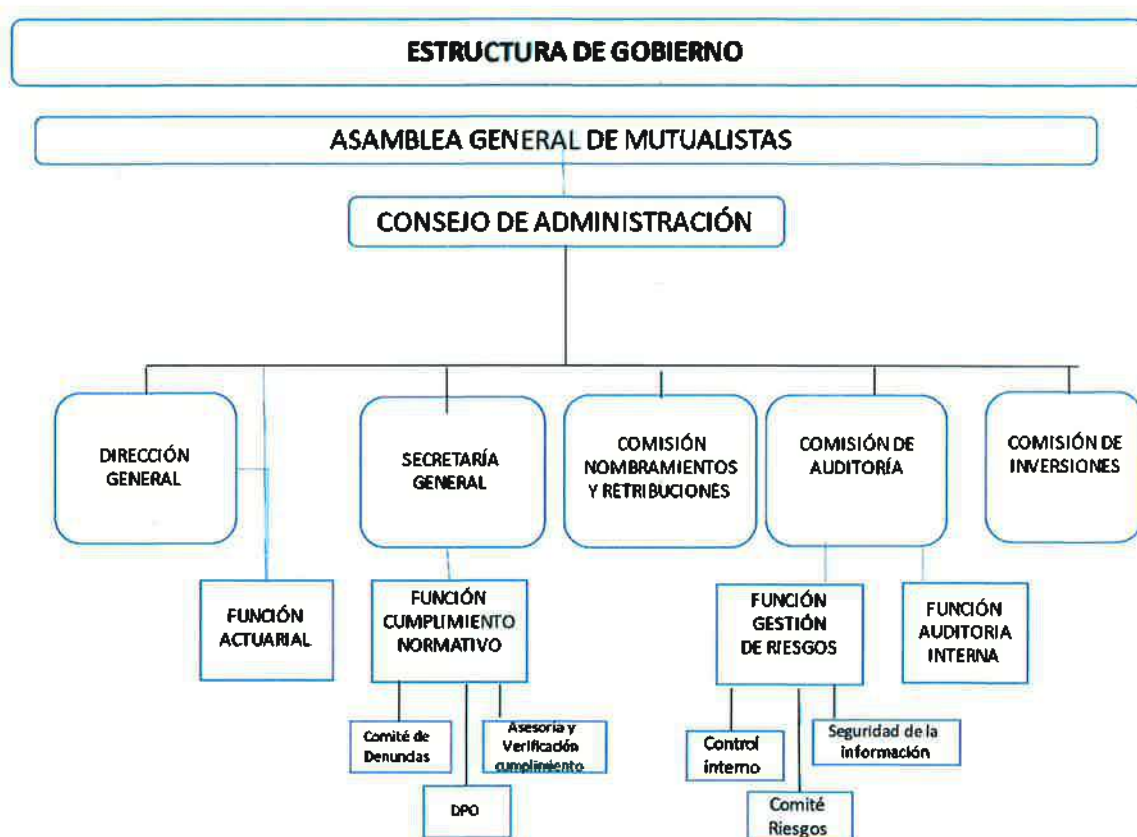 ESTRUCTURA DE GOBIERNO
ASAMBLEA GENERAL DE MUTUALISTAS
CONSEJO DE ADMINISTRACIÓN
DIRECCIÓN
GENERAL
SECRETARÍA
GENERAL
COMISIÓN
NOMBRAMIENTOS
Y RETRIBUCIONES
COMISIÓN DE
AUDITORÍA
COMISIÓN DE
INVERSIONES
FUNCIÓN
ACTUARIAL
FUNCIÓN
CUMPLIMIENTO
NORMATIVO
FUNCIÓN
GESTIÓN
DE RIESGOS
FUNCIÓN
AUDITORIA
INTERNA
Comité de
Denuncias
DPO
Asesoría y
Verificación
cumplimiento
Control
interno
Comité
Riesgos
Seguridad de la
información